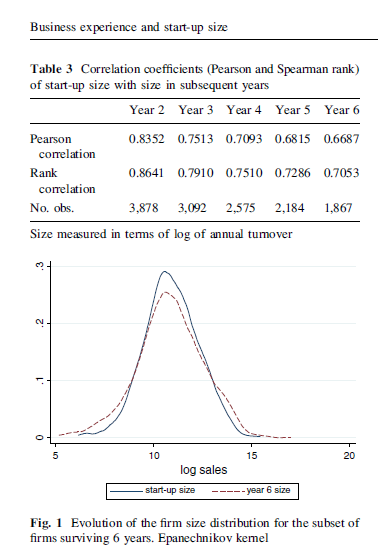 Business experience and start-up size
Table 3 Correlation coefficients (Pearson and Spearman rank)
of start-up size with size in subsequent years
Year 2 Year 3 Year 4 Year 5 Year 6
Pearson 0.8352 0.7513 0.7093 0.6815 0.6687
correlation
Rank 0.8641 0.7910 0.7510 0.7286 0.7053
correlation
No. obs. 3,878 3,092 2,575 2,184 1,867
Size measured in terms of log of annual turnover
.3
.2
.1
0
5 10 15 20
log sales
start-up size year 6 size
Fig. 1 Evolution of the firm size distribution for the subset of
firms surviving 6 years. Epanechnikov kernel